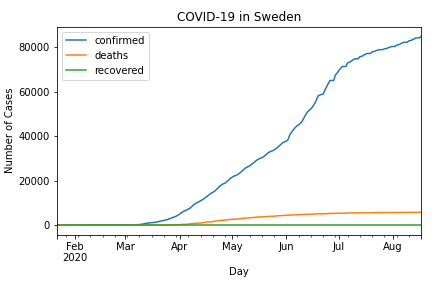 COVID-19 in Sweden
confirmed
deaths
recovered
80000
60000
40000
20000
0
Number of Cases
Feb Mar Apr May Jun Jul Aug
2020
Day